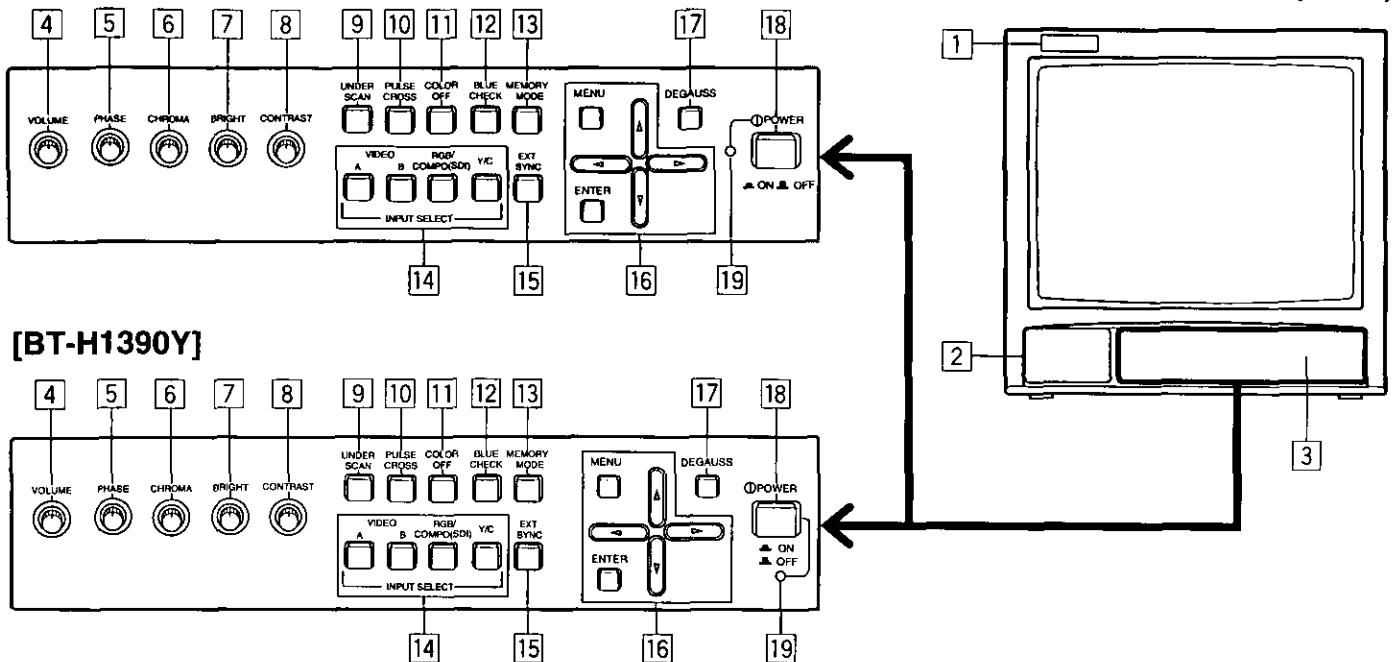 4 5 6 7 8 9 10 11 12 13 17 18
1
UNDER SCAN PULSE CROSS COLOR OFF BLUE CHECK MEMORY MODE
MENU DEGAUSS
VOLUME PHASE CHROMA BRIGHT CONTRAST
POWER
VIDEO RGB/ COMPO(SDI) Y/C EXT SYNC
A B
ENTER
ON OFF
INPUT SELECT
14 15 16 19
[BT-H1390Y]
2
3
4 5 6 7 8 9 10 11 12 13 17 18
UNDER SCAN PULSE CROSS COLOR OFF BLUE CHECK MEMORY MODE
MENU DEGAUSS
VOLUME PHASE CHROMA BRIGHT CONTRAST
POWER
VIDEO RGB/ COMPO(SDI) Y/C EXT SYNC
A B
ON
OFF
ENTER
INPUT SELECT
14 15 16 19